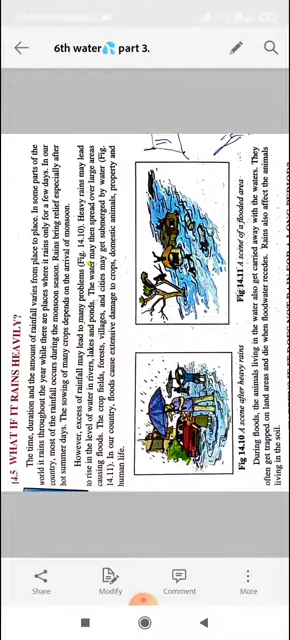 6th water💦 part 3.
14.5 WHAT IF IT RAINS HEAVILY?
The time, duration and the amount of rainfall varies from place to place. In some parts of the
world it rains throughout the year while there are places where it rains only for a few days. In our
country, most of the rainfall occurs during the monsoon season. Rains bring relief especially after
hot summer days. The sowing of many crops depends on the arrival of monsoon.
However, excess of rainfall may lead to many problems (Fig. 14.10). Heavy rains may lead
to rise in the level of water in rivers, lakes and ponds. The water may then spread over large areas
causing floods. The crop fields, forests, villages, and cities may get submerged by water (Fig.
14.11). In our country, floods cause extensive damage to crops, domestic animals, property and
human life.
Fig 14.10 A scene after heavy rains
Fig 14.11 A scene of a flooded area
During floods, the animals living in the water also get carried away with the waters. They
often get trapped on land areas and die when floodwater recedes. Rains also affect the animals
living in the soil.
Share
Modify
Comment
More